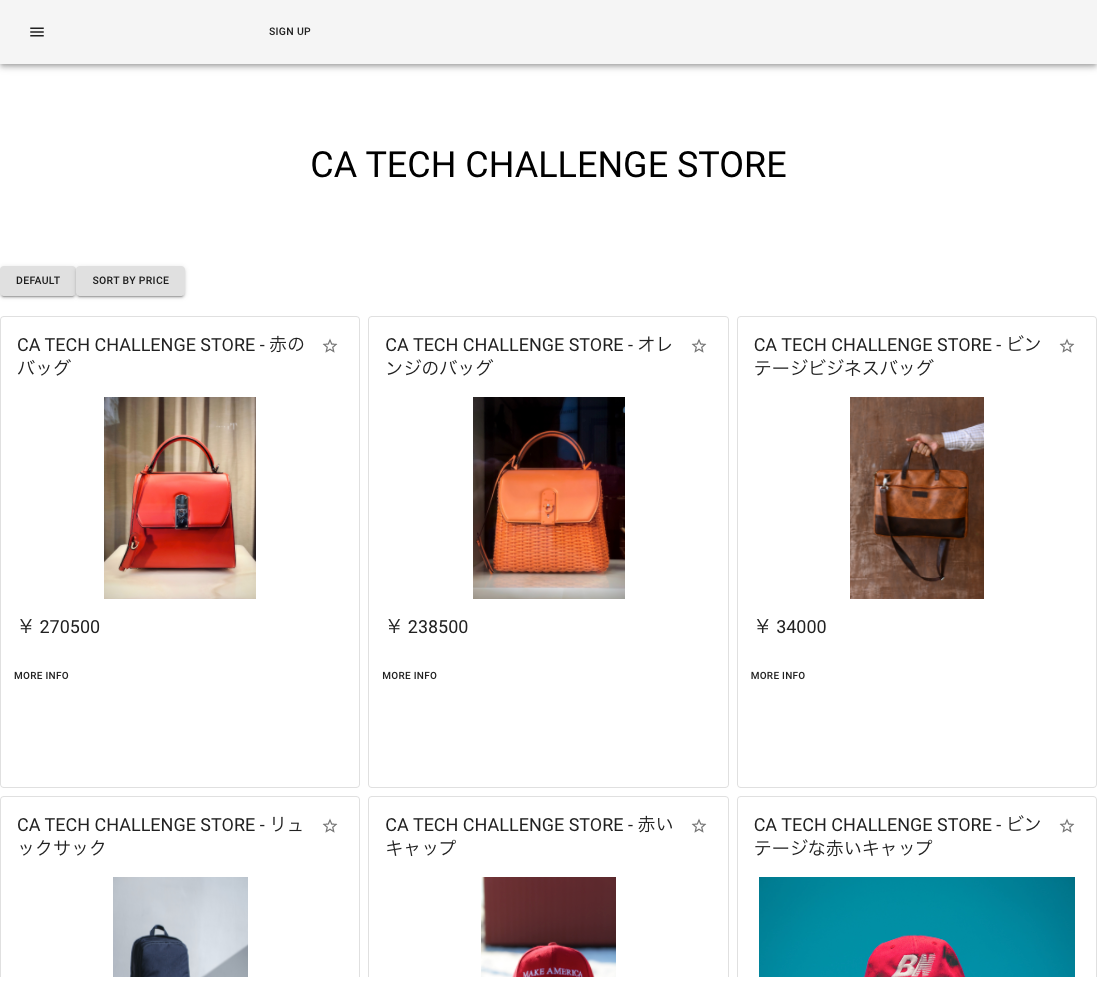 SIGN UP
CA TECH CHALLENGE STORE
DEFAULT
SORT BY PRICE
CA TECH CHALLENGE STORE - 赤の
バッグ
CA TECH CHALLENGE STORE - オレ
ンジのバッグ
CA TECH CHALLENGE STORE - ビン
テージビジネスバッグ
¥ 270500
¥ 238500
¥ 34000
MORE INFO
MORE INFO
MORE INFO
CA TECH CHALLENGE STORE - リュ
ックサック
CA TECH CHALLENGE STORE - 赤い
キャップ
CA TECH CHALLENGE STORE - ビン
テージな赤いキャップ
MAKE AMERICA
BN